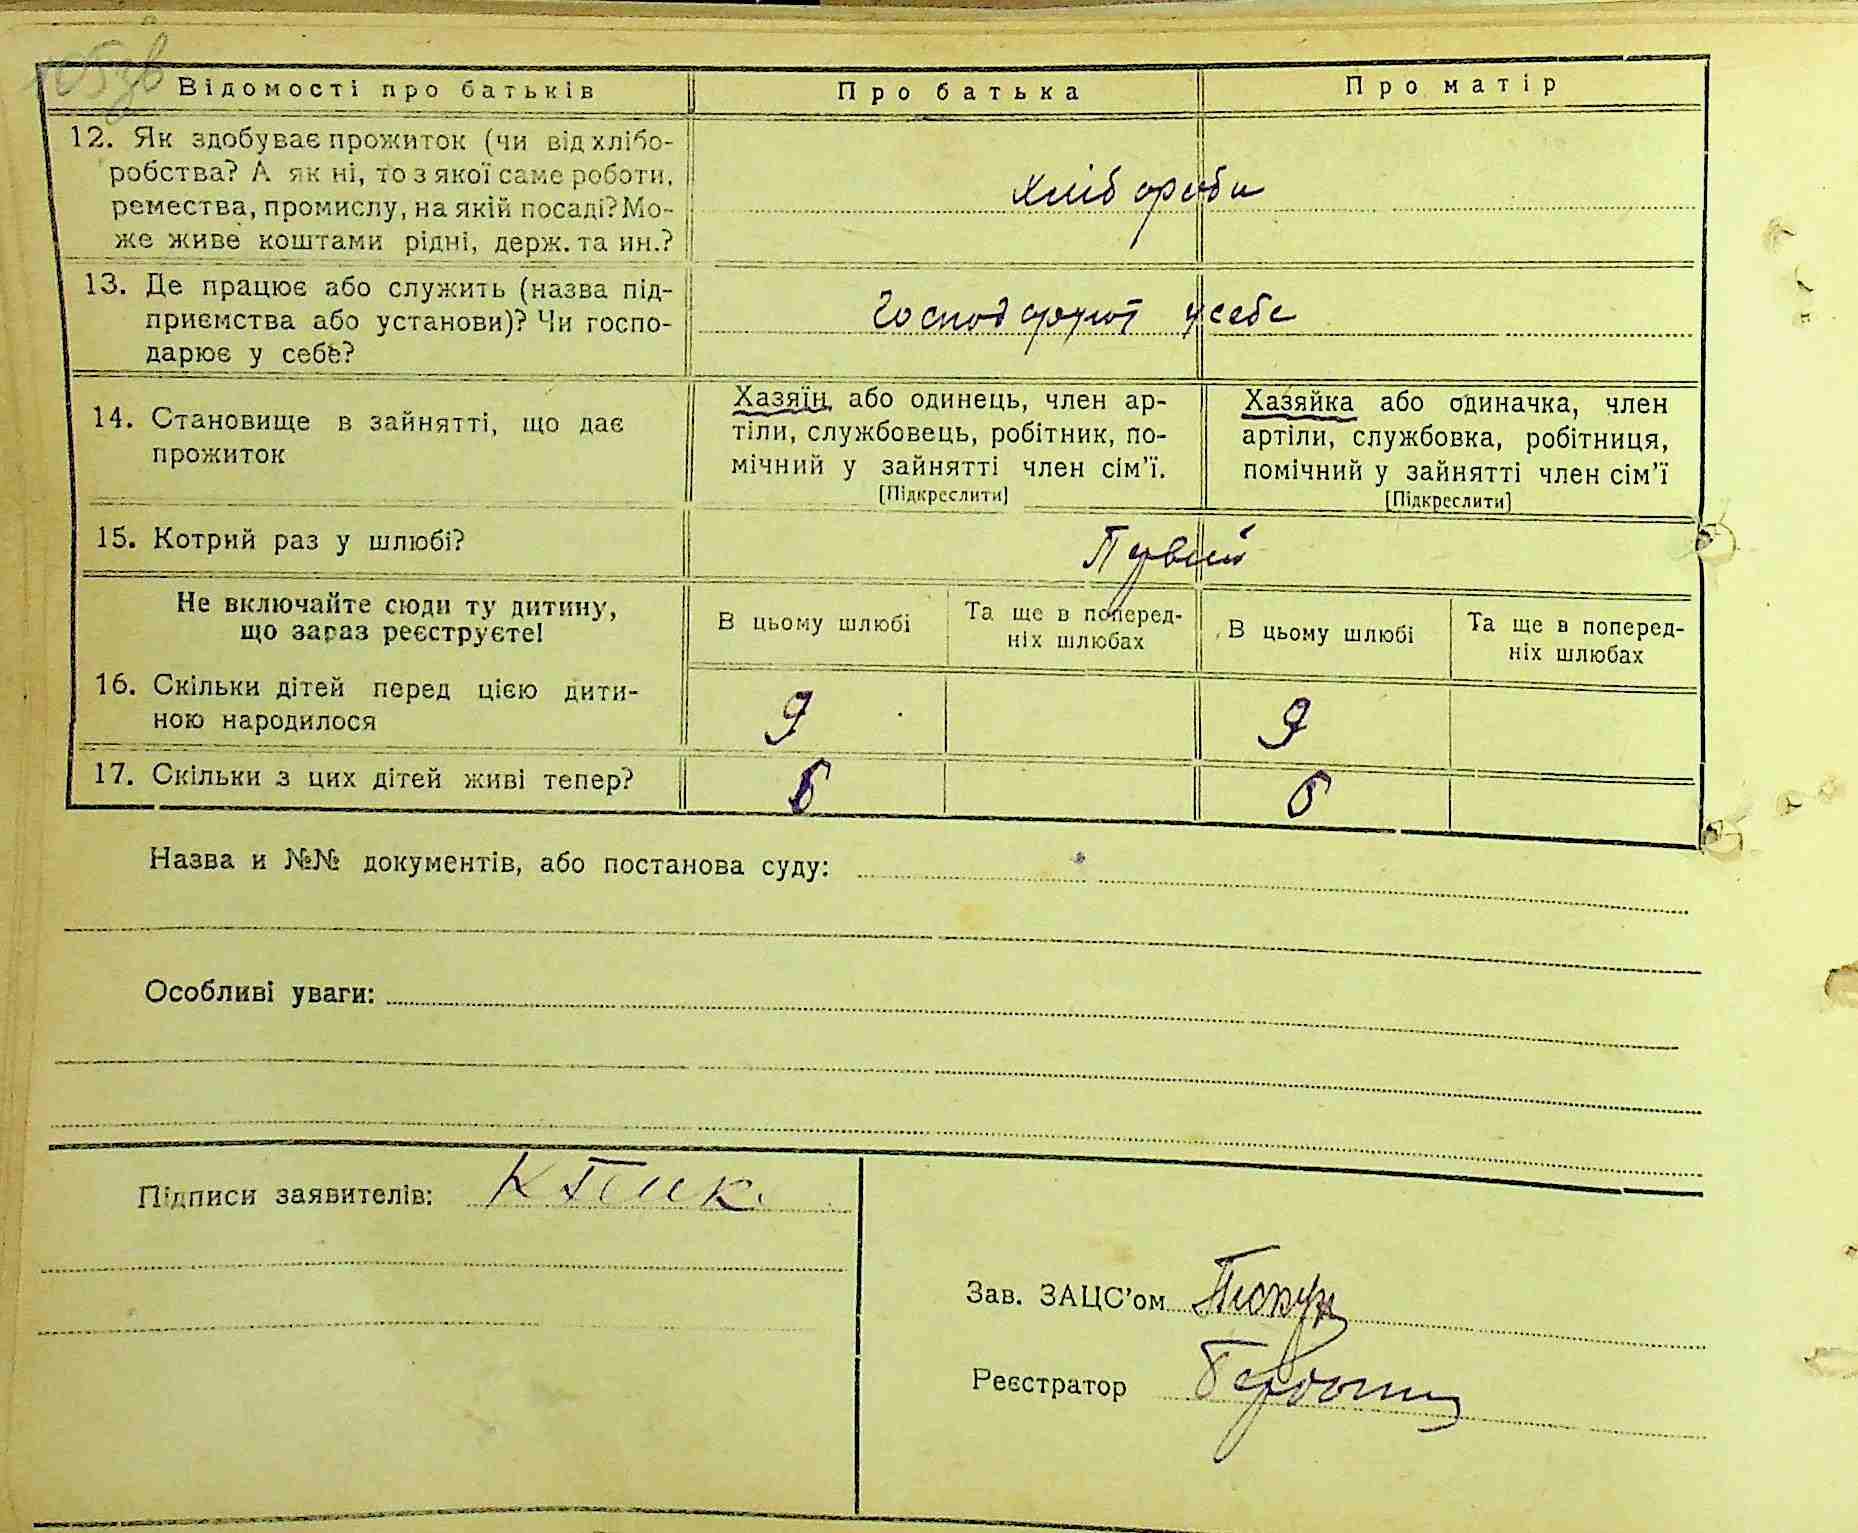 105 зв
Відомості про батьків
Про батька
Про матір
12. Як здобуває прожиток (чи від хлібо-
робства? А як ні, то з якої саме роботи,
ремества, промислу, на якій посаді? Мо-
же живе коштами рідні, держ. та ин.?
хлібороби
13. Де працює або служить (назва під-
приємства або установи)? Чи госпо-
дарює у себе?
Господарюют у себе
14. Становище в зайнятті, що дає
прожиток
Хазяїн або одинець, член ар-
тіли, службовець, робітник, по-
мічний у зайнятті член сім'ї.
[Підкреслити]
Хазяйка або одиначка, член
артіли, службовка, робітниця,
помічний у зайнятті член сім'ї
[Підкреслити]
15. Котрий раз у шлюбі?
Первий
Не включайте сюди ту дитину,
що зараз реєструєте!
В цьому шлюбі
Та ще в поперед-
ніх шлюбах
В цьому шлюбі
Та ще в поперед-
ніх шлюбах
16. Скільки дітей перед цією дити-
ною народилося
9
9
17. Скільки з цих дітей живі тепер?
6
6
Назва и №№ документів, або постанова суду:
Особливі уваги:
Підписи заявителів:
Зав. ЗАЦС'ом
Реєстратор